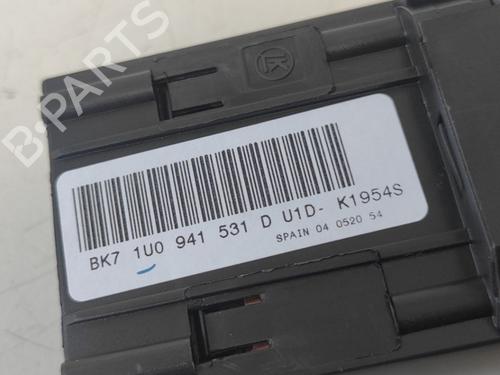 B-PARTS
BK7 1U0 941 531 D U1D- K1954S
SPAIN 04 0520 54